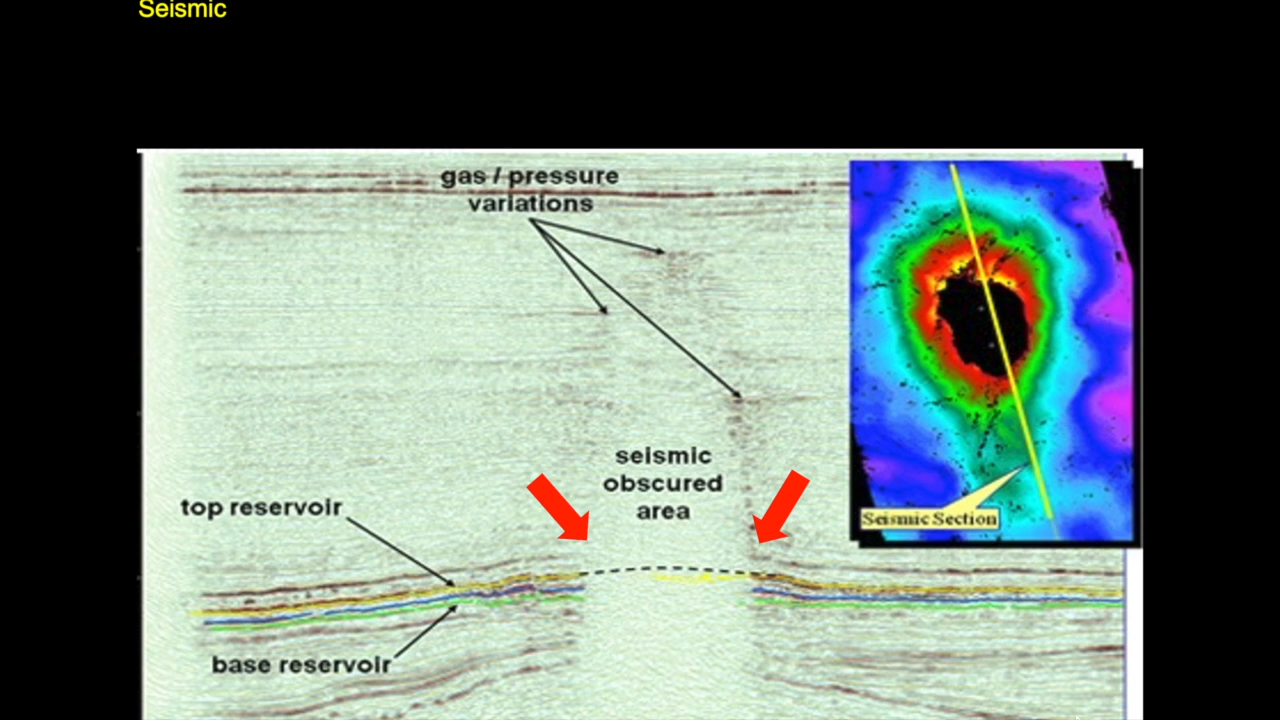 Seismic
gas / pressure
variations
seismic
obscured
area
top reservoir
Seismic Section
base reservoir